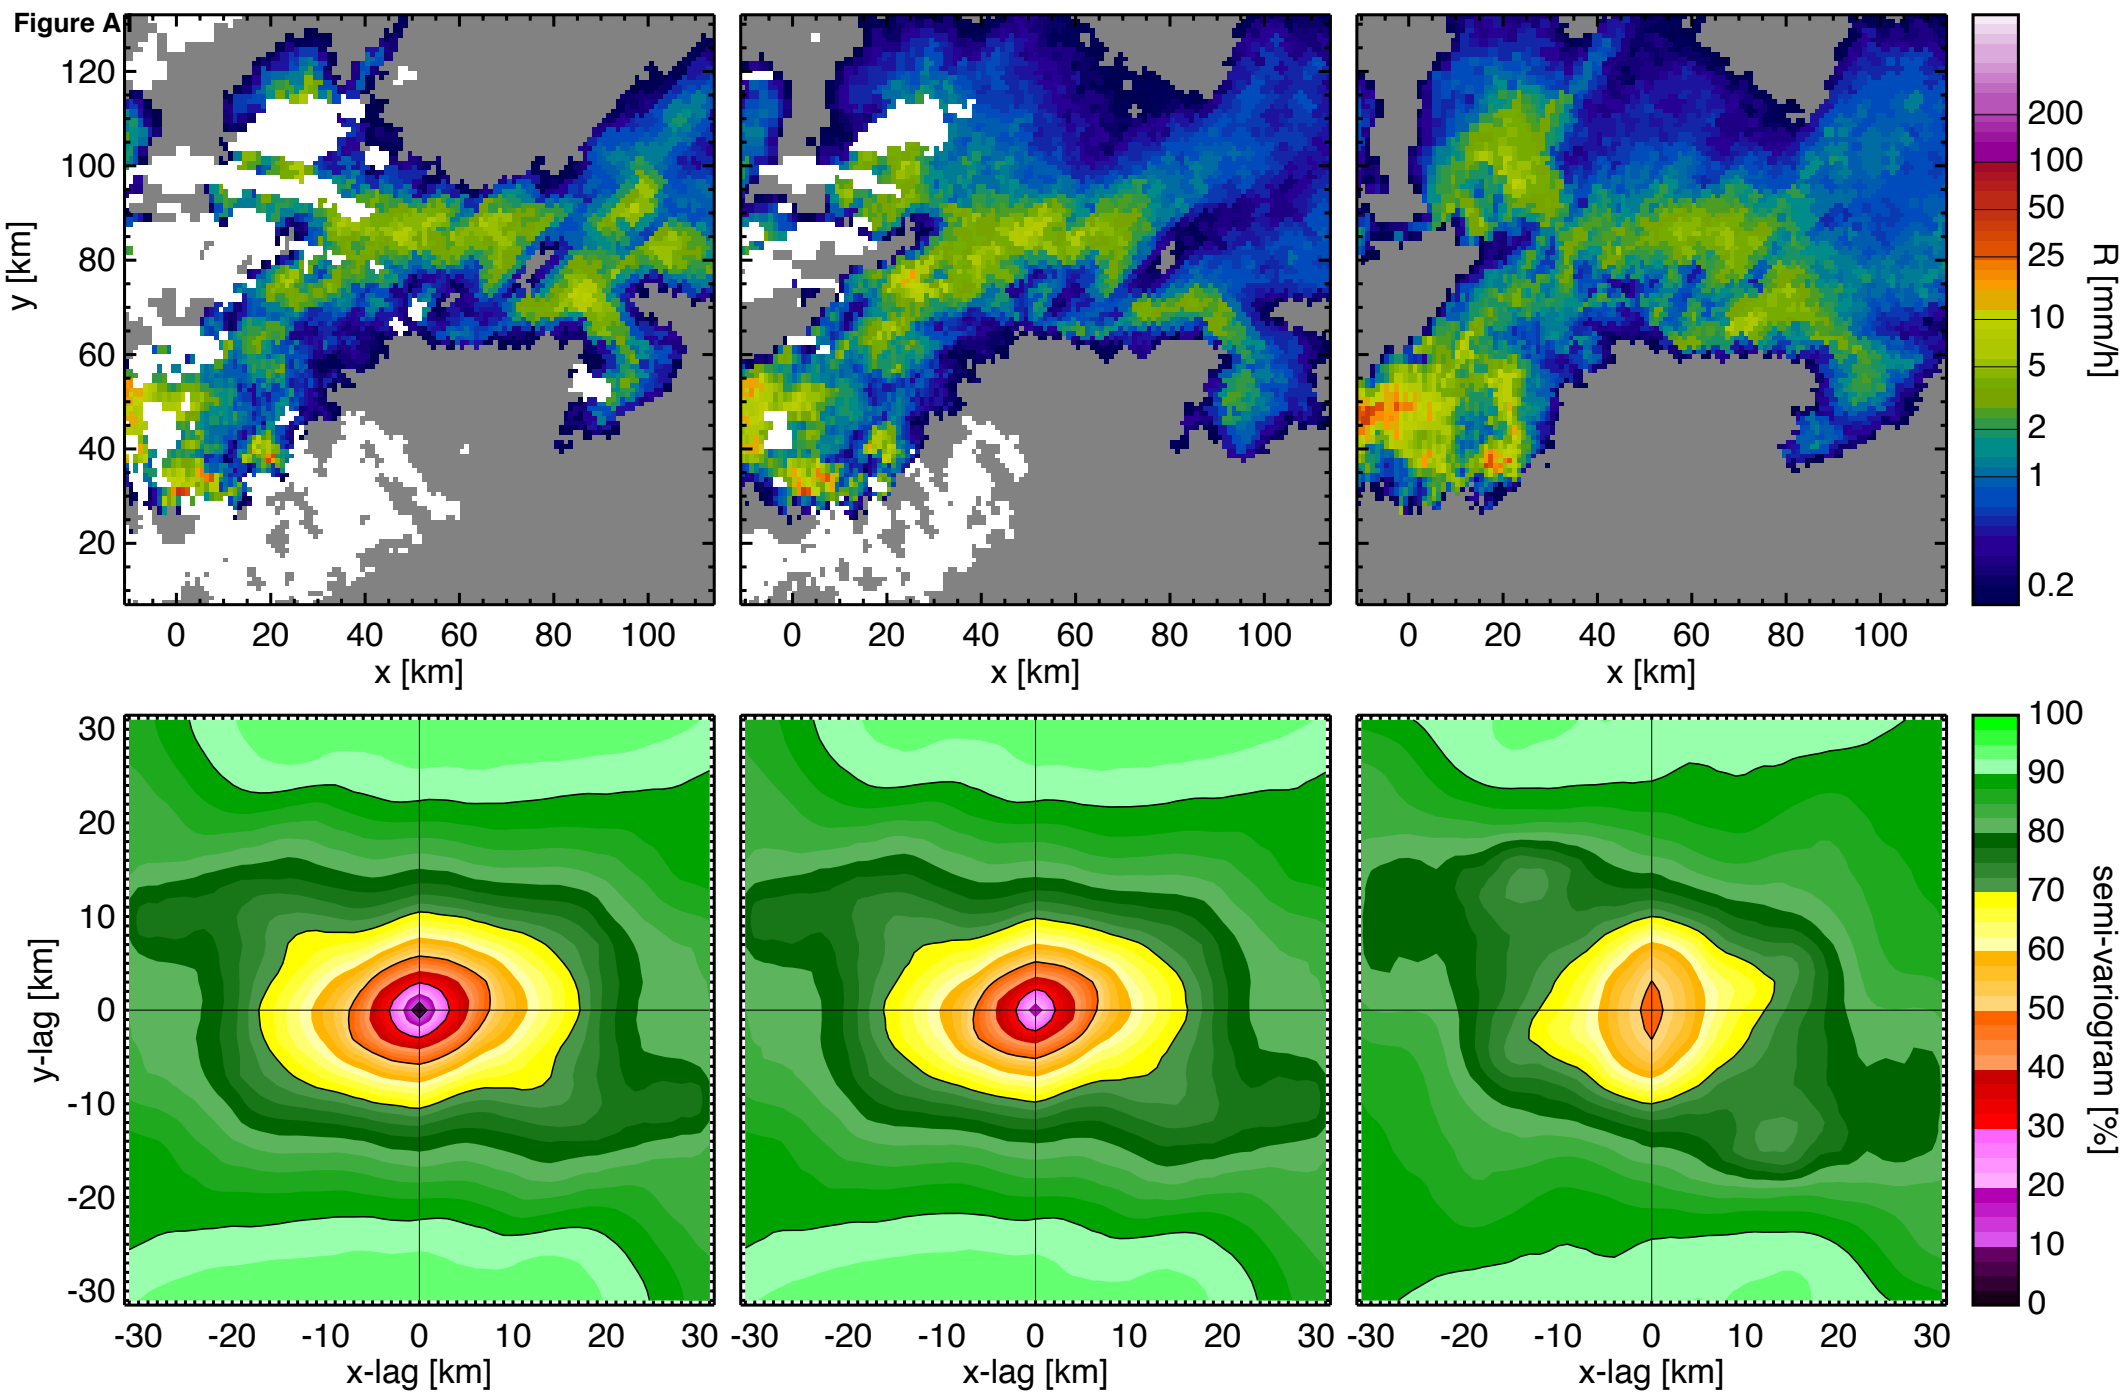 Figure A
120
100
80
60
40
20
y [km]
0 20 40 60 80 100
x [km]
0 20 40 60 80 100
x [km]
0 20 40 60 80 100
x [km]
200
100
50
25
10
5
2
1
0.2
R [mm/h]
30
20
10
0
-10
-20
-30
y-lag [km]
-30 -20 -10 0 10 20 30
x-lag [km]
-30 -20 -10 0 10 20 30
x-lag [km]
-30 -20 -10 0 10 20 30
x-lag [km]
100
90
80
70
60
50
40
30
20
10
0
semi-variogram [%]